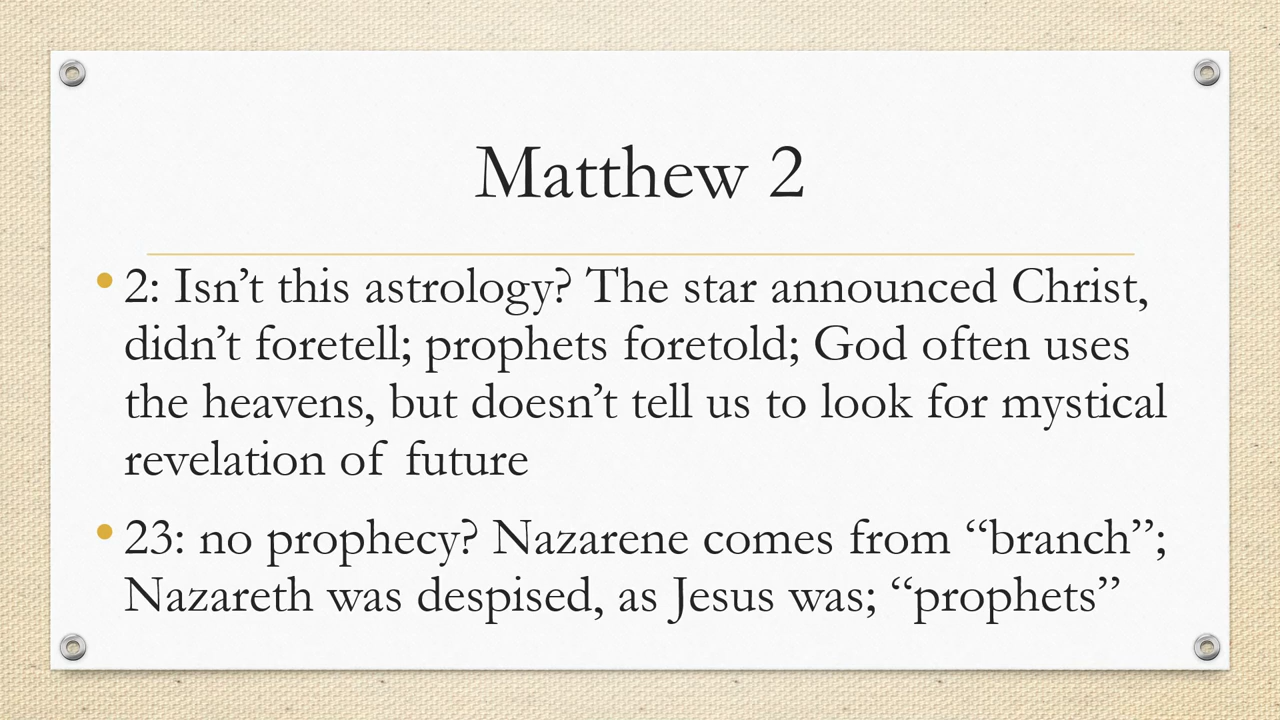 Matthew 2
• 2: Isn’t this astrology? The star announced Christ,
didn’t foretell; prophets foretold; God often uses
the heavens, but doesn’t tell us to look for mystical
revelation of future
• 23: no prophecy? Nazarene comes from “branch”;
Nazareth was despised, as Jesus was; “prophets”